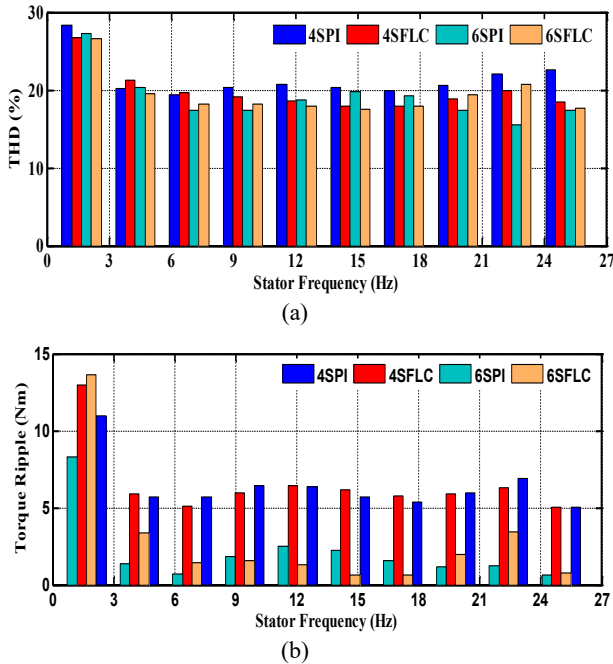 30
4SPI 4SFLC 6SPI 6SFLC
20
THD (%)
10
0
0 3 6 9 12 15 18 21 24 27
Stator Frequency (Hz)
(a)
15
4SPI 4SFLC 6SPI 6SFLC
10
Torque Ripple (Nm)
5
0
0 3 6 9 12 15 18 21 24 27
Stator Frequency (Hz)
(b)